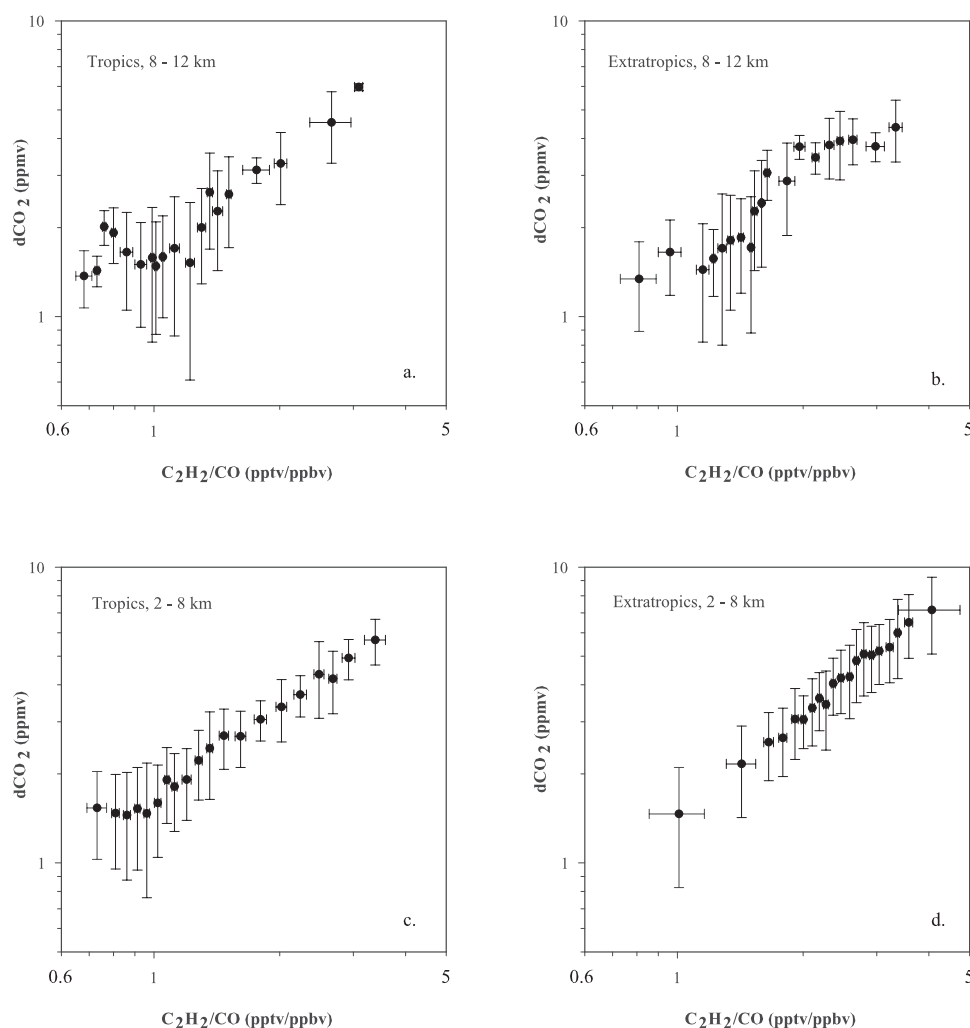 10
Tropics, 8 - 12 km
dCO2 (ppmv)
1
a.
0.6
1
5
C2H2/CO (pptv/ppbv)
10
Extratropics, 8 - 12 km
dCO2 (ppmv)
1
b.
0.6
1
5
C2H2/CO (pptv/ppbv)
10
Tropics, 2 - 8 km
dCO2 (ppmv)
1
c.
0.6
1
5
C2H2/CO (pptv/ppbv)
10
Extratropics, 2 - 8 km
dCO2 (ppmv)
1
d.
0.6
1
5
C2H2/CO (pptv/ppbv)